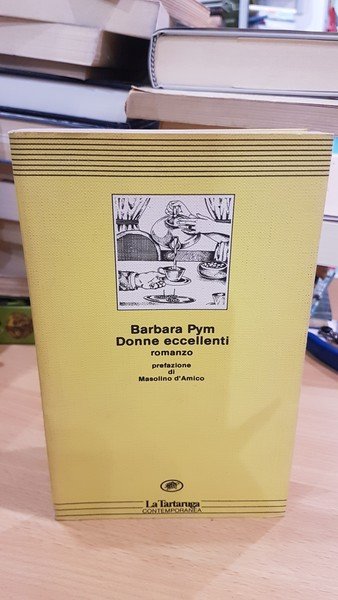 Barbara Pym
Donne eccellenti
romanzo
prefazione
di
Masolino d'Amico
La Tartaruga
CONTEMPORANEA